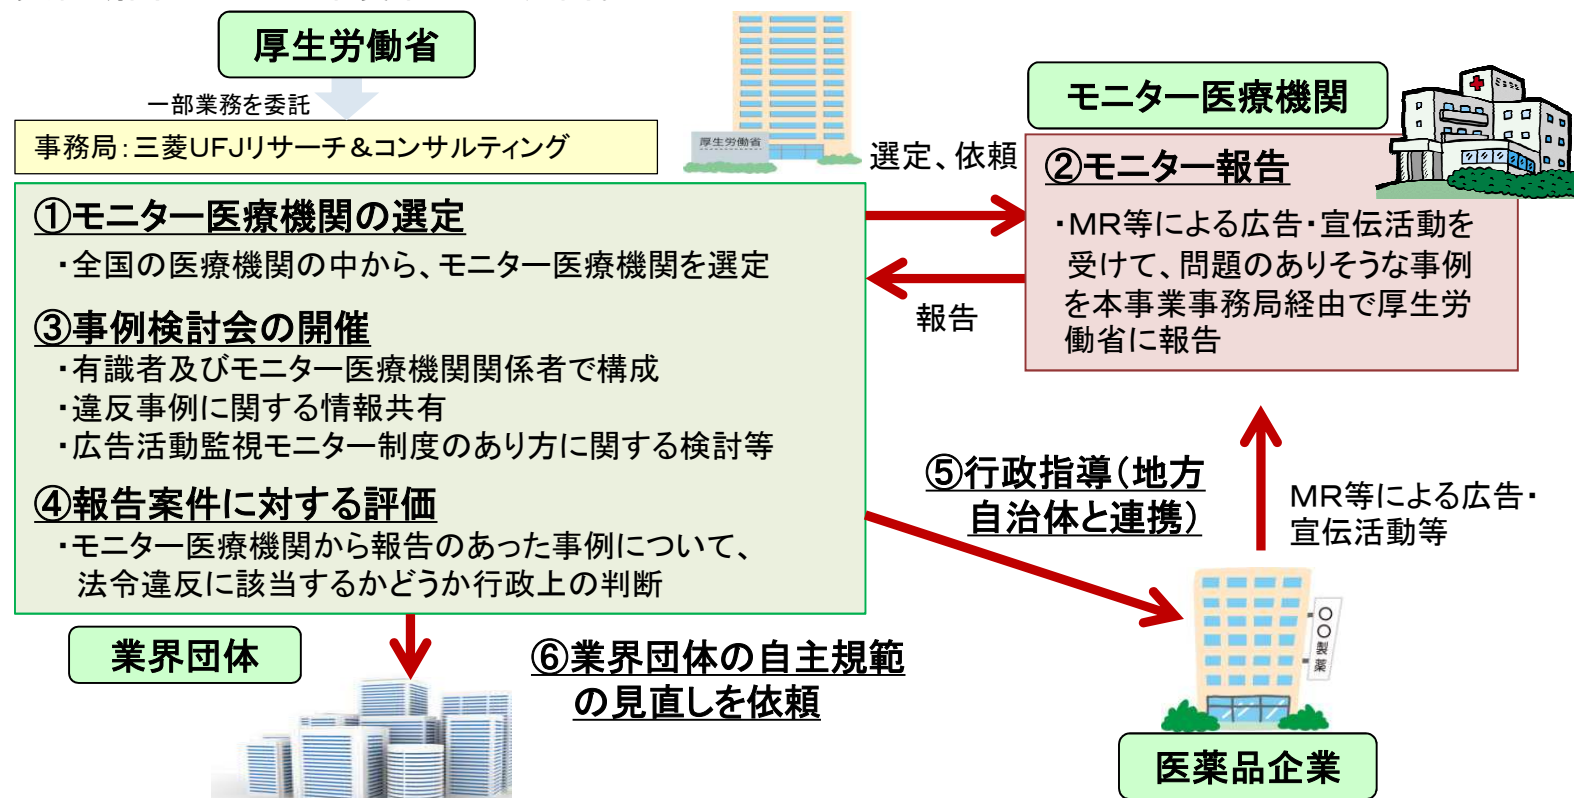 厚生労働省
一部業務を委託
事務局：三菱UFJリサーチ＆コンサルティング
厚生労働省
①モニター医療機関の選定
・全国の医療機関の中から、モニター医療機関を選定
③事例検討会の開催
・有識者及びモニター医療機関関係者で構成
・違反事例に関する情報共有
・広告活動監視モニター制度のあり方に関する検討等
④報告案件に対する評価
・モニター医療機関から報告のあった事例について、
法令違反に該当するかどうか行政上の判断
選定、依頼
報告
モニター医療機関
②モニター報告
・MR等による広告・宣伝活動を
受けて、問題のありそうな事例
を本事業事務局経由で厚生労
働省に報告
⑤行政指導（地方
自治体と連携）
MR等による広告・
宣伝活動等
〇〇製薬
医薬品企業
業界団体
⑥業界団体の自主規範
の見直しを依頼